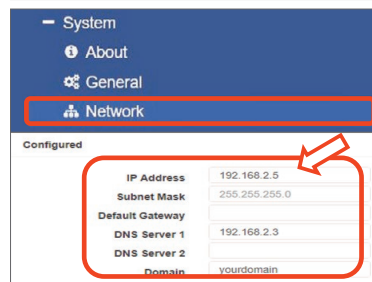 System
About
General
Network
Configured
IP Address 192.168.2.5
Subnet Mask 255.255.255.0
Default Gateway
DNS Server 1 192.168.2.3
DNS Server 2
Domain yourdomain